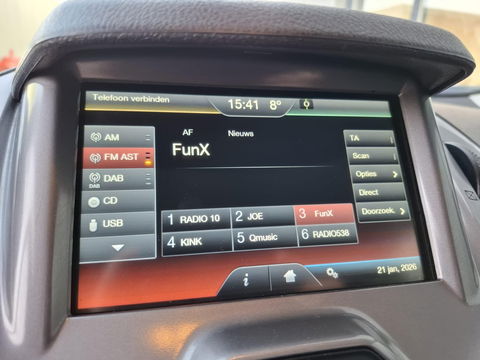 Telefoon verbinden
15:41 8°
AM
FM AST
DAB
DAB
CD
USB
AF Nieuws
FunX
1 RADIO 10
2 JOE
3 FunX
4 KINK
5 Qmusic
6 RADIO538
TA
Scan
Opties
Direct
Doorzoek.
i
21 jan, 2026